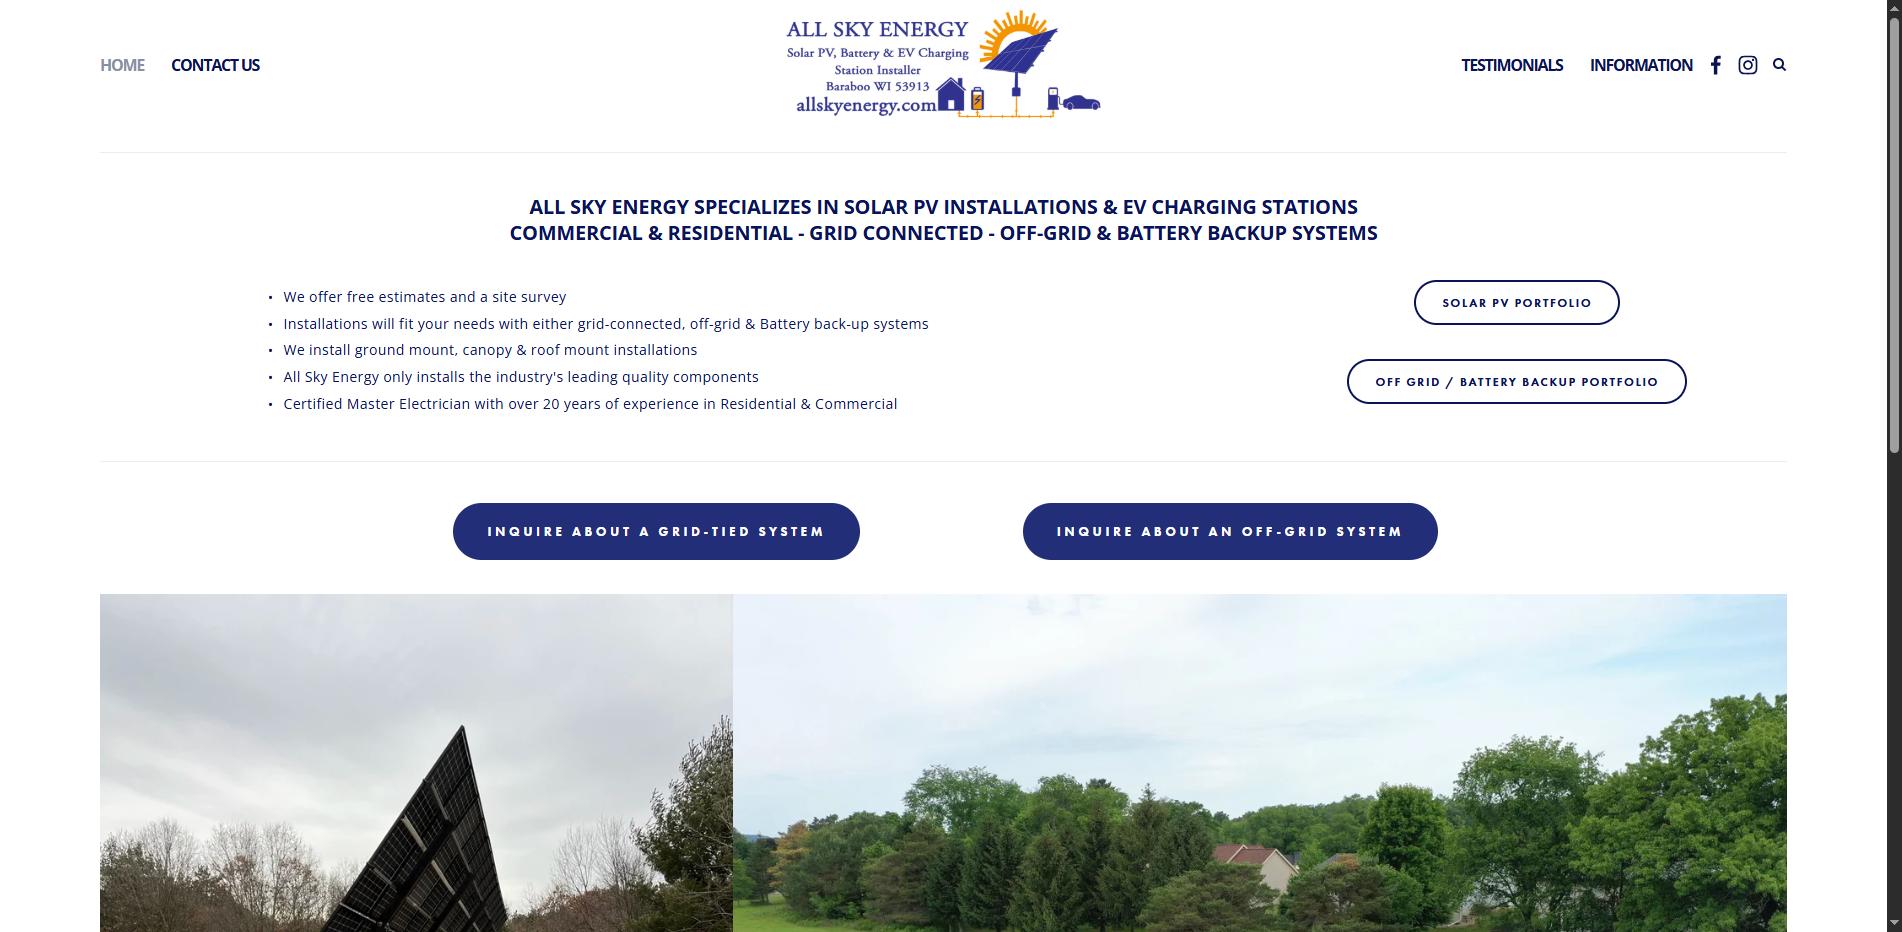 HOME
CONTACT US
ALL SKY ENERGY
Solar PV, Battery & EV Charging
Station Installer
Baraboo WI 53913
allskyenergy.com
TESTIMONIALS
INFORMATION
ALL SKY ENERGY SPECIALIZES IN SOLAR PV INSTALLATIONS & EV CHARGING STATIONS
COMMERCIAL & RESIDENTIAL - GRID CONNECTED - OFF-GRID & BATTERY BACKUP SYSTEMS
• We offer free estimates and a site survey
• Installations will fit your needs with either grid-connected, off-grid & Battery back-up systems
• We install ground mount, canopy & roof mount installations
• All Sky Energy only installs the industry's leading quality components
• Certified Master Electrician with over 20 years of experience in Residential & Commercial
SOLAR PV PORTFOLIO
OFF GRID / BATTERY BACKUP PORTFOLIO
INQUIRE ABOUT A GRID-TIED SYSTEM
INQUIRE ABOUT AN OFF-GRID SYSTEM